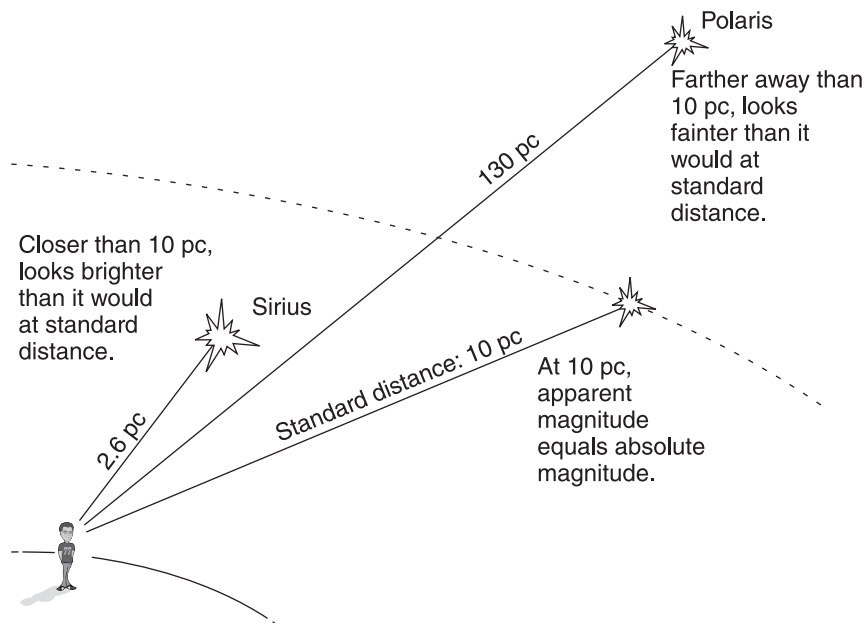 Polaris
Farther away than
10 pc, looks
fainter than it
would at
standard
distance.
130 pc
Closer than 10 pc,
looks brighter
than it would
at standard
distance.
Sirius
2.6 pc
Standard distance: 10 pc
At 10 pc,
apparent
magnitude
equals absolute
magnitude.